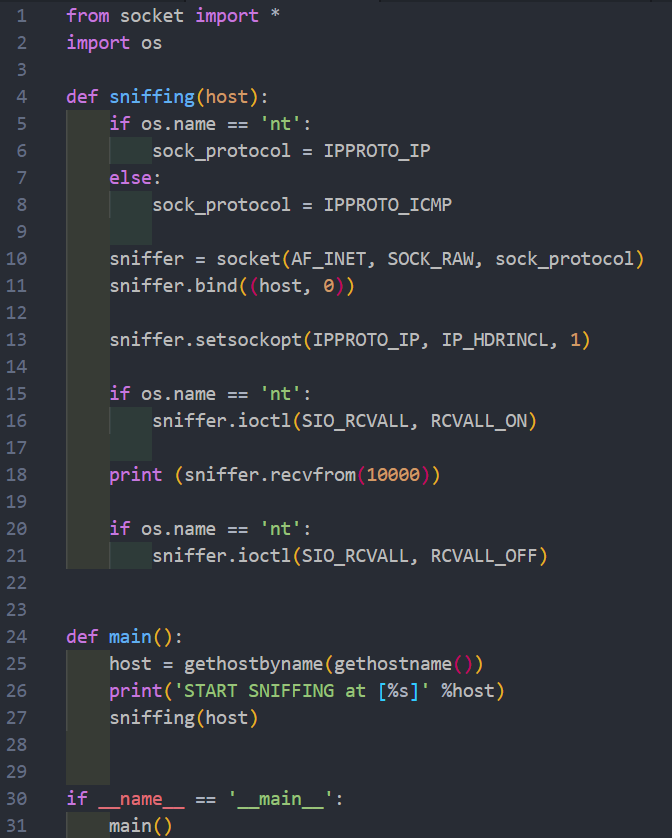 1 from socket import *
2 import os
3
4 def sniffing(host):
5     if os.name == 'nt':
6         sock_protocol = IPPROTO_IP
7     else:
8         sock_protocol = IPPROTO_ICMP
9
10     sniffer = socket(AF_INET, SOCK_RAW, sock_protocol)
11     sniffer.bind((host, 0))
12
13     sniffer.setsockopt(IPPROTO_IP, IP_HDRINCL, 1)
14
15     if os.name == 'nt':
16         sniffer.ioctl(SIO_RCVALL, RCVALL_ON)
17
18     print (sniffer.recvfrom(10000))
19
20     if os.name == 'nt':
21         sniffer.ioctl(SIO_RCVALL, RCVALL_OFF)
22
23
24 def main():
25     host = gethostbyname(gethostname())
26     print('START SNIFFING at [%s]' %host)
27     sniffing(host)
28
29
30 if __name__ == '__main__':
31     main()